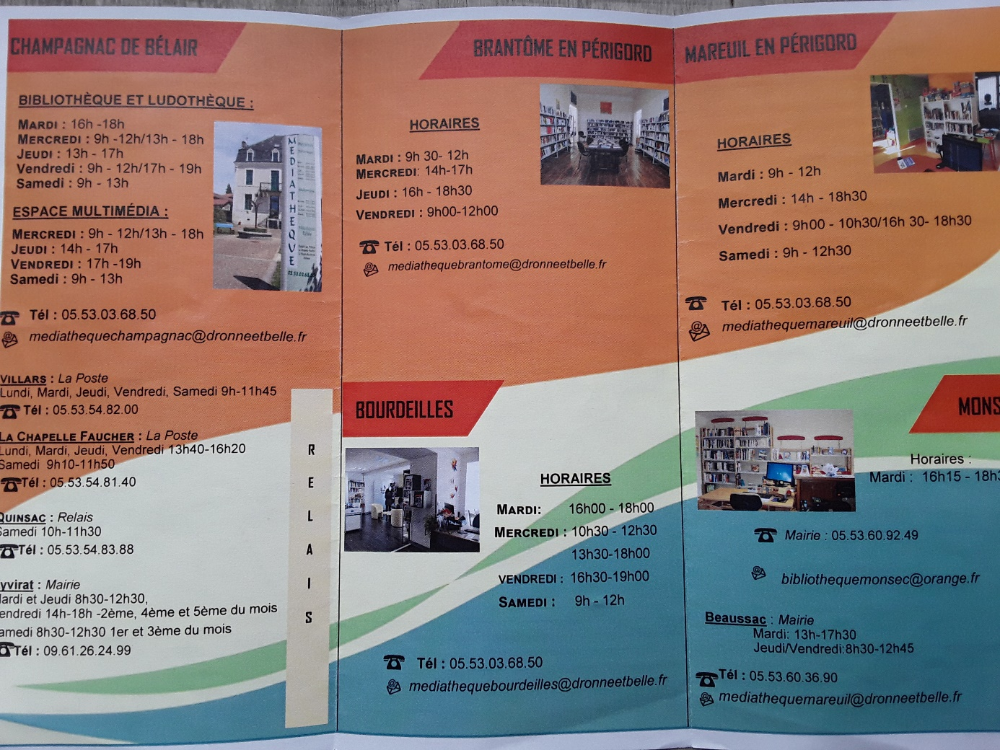 CHAMPAGNAC DE BÉLAIR
BIBLIOTHÈQUE ET LUDOTHÈQUE :
MARDI : 16h -18h
MERCREDI : 9h -12h/13h - 18h
JEUDI : 13h - 17h
Vendredi : 9h - 12h/17h - 19h
Samedi : 9h - 13h
MEDIATHEQUE
ESPACE MULTIMÉDIA :
MERCREDI : 9h - 12h/13h - 18h
JEUDI : 14h - 17h
VENDREDI : 17h -19h
Samedi : 9h - 13h
Tél : 05.53.03.68.50
mediathequechampagnac@dronneetbelle.fr
VILLARS : La Poste
Lundi, Mardi, Jeudi, Vendredi, Samedi 9h-11h45
Tél : 05.53.54.82.00
LA CHAPELLE FAUCHER : La Poste
Lundi, Mardi, Jeudi, Vendredi 13h40-16h20
Samedi 9h10-11h50
Tél : 05.53.54.81.40
QUINSAC : Relais
Samedi 10h-11h30
Tél : 05.53.54.83.88
yvirat : Mairie
ardi et Jeudi 8h30-12h30,
endredi 14h-18h -2ème, 4ème et 5ème du mois
amedi 8h30-12h30 1er et 3ème du mois
Tél : 09.61.26.24.99
RELAIS
BRANTÔME EN PÉRIGORD
HORAIRES
MARDI : 9h 30- 12h
MERCREDI: 14h-17h
JEUDI : 16h - 18h30
VENDREDI : 9h00-12h00
Tél : 05.53.03.68.50
mediathequebrantome@dronneetbelle.fr
BOURDEILLES
HORAIRES
MARDI: 16h00 - 18h00
MERCREDI : 10h30 - 12h30
13h30-18h00
VENDREDI : 16h30-19h00
SAMEDI : 9h - 12h
Tél : 05.53.03.68.50
mediathequebourdeilles@dronneetbelle.fr
MAREUIL EN PÉRIGORD
HORAIRES
Mardi : 9h - 12h
Mercredi : 14h - 18h30
Vendredi : 9h00 - 10h30/16h 30- 18h30
Samedi : 9h - 12h30
Tél : 05.53.03.68.50
mediathequemareuil@dronneetbelle.fr
MONS
Horaires :
Mardi : 16h15 - 18h3
Mairie : 05.53.60.92.49
bibliothequemonsec@orange.fr
Beaussac : Mairie
Mardi: 13h-17h30
Jeudi/Vendredi:8h30-12h45
Tél : 05.53.60.36.90
mediathequemareuil@dronneetbelle.fr